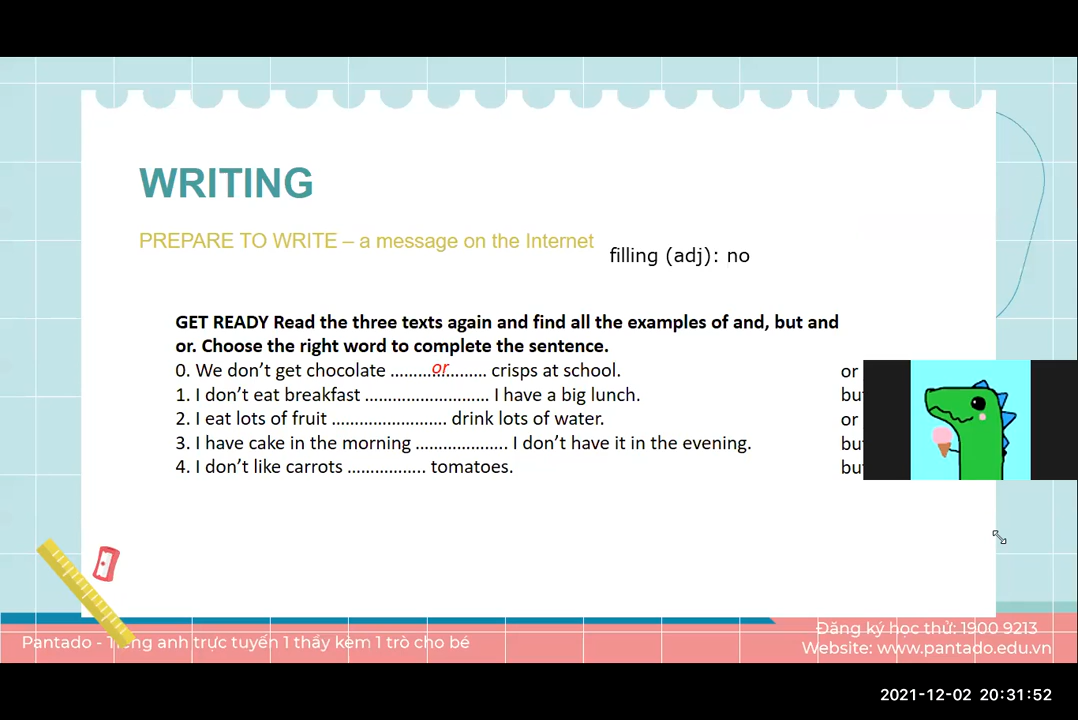 WRITING
PREPARE TO WRITE – a message on the Internet
filling (adj): no
GET READY Read the three texts again and find all the examples of and, but and
or. Choose the right word to complete the sentence.
0. We don't get chocolate ..........or......... crisps at school. or
1. I don't eat breakfast ......................... I have a big lunch.
2. I eat lots of fruit ....................... drink lots of water. or
3. I have cake in the morning ................... I don't have it in the evening.
4. I don't like carrots ................ tomatoes.
Pantado - Tiếng anh trực tuyến 1 thầy kèm 1 trò cho bé
Đăng ký học thử: 1900 9213
Website: www.pantado.edu.vn
2021-12-02 20:31:52